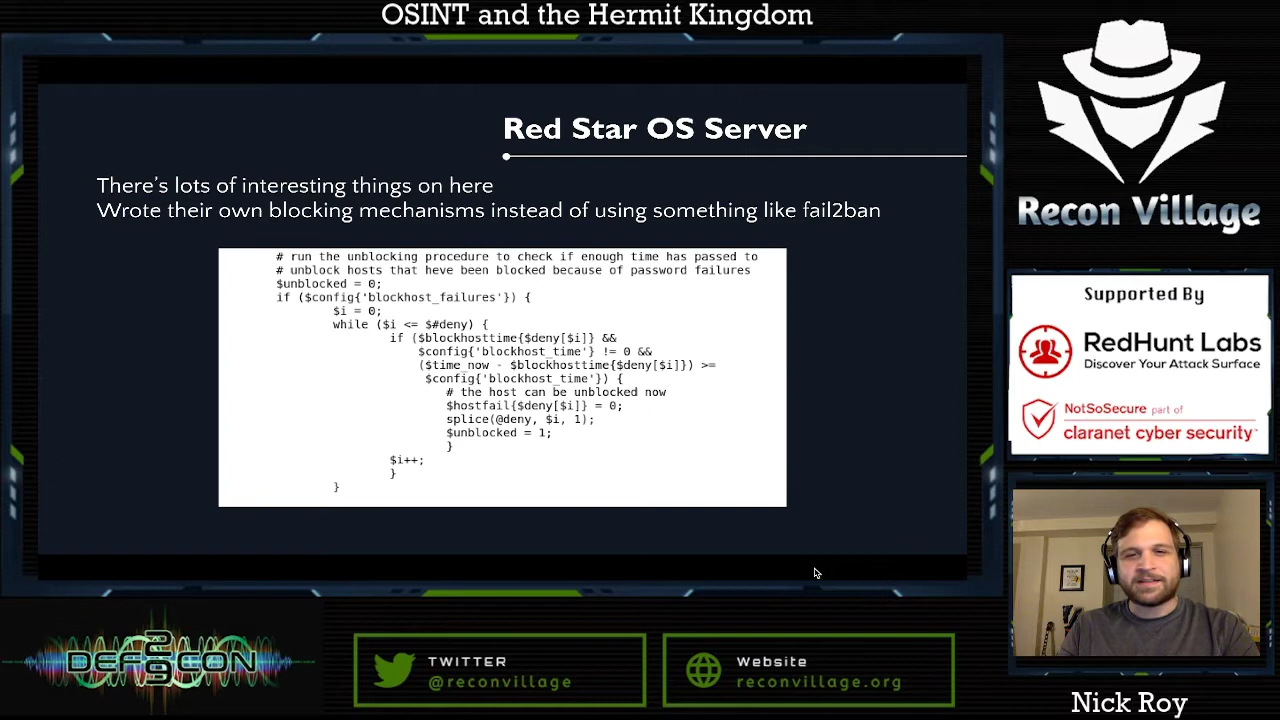 OSINT and the Hermit Kingdom
Red Star OS Server
There's lots of interesting things on here
Wrote their own blocking mechanisms instead of using something like fail2ban
# run the unblocking procedure to check if enough time has passed to
# unblock hosts that heve been blocked because of password failures
$unblocked = 0;
if ($config{'blockhost_failures'}) {
$i = 0;
while ($i <= $#deny) {
if ($blockhosttime{$deny[$i]} &&
$config{'blockhost_time'} != 0 &&
($time_now - $blockhosttime{$deny[$i]}) >=
$config{'blockhost_time'}) {
# the host can be unblocked now
$hostfail{$deny[$i]} = 0;
splice(@deny, $i, 1);
$unblocked = 1;
}
$i++;
}
}
Recon Village
Supported By
RedHunt Labs
Discover Your Attack Surface
NotSoSecure part of
claranet cyber security™
DEFCON
29
TWITTER
@reconvillage
Website
reconvillage.org
Nick Roy